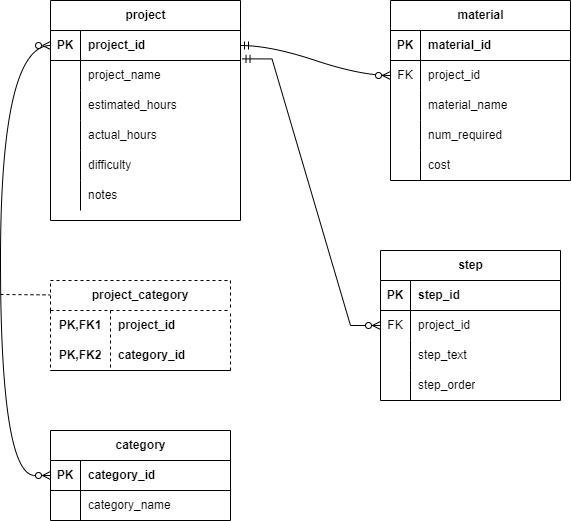 project
PK project_id
project_name
estimated_hours
actual_hours
difficulty
notes
material
PK material_id
FK project_id
material_name
num_required
cost
step
PK step_id
FK project_id
step_text
step_order
project_category
PK,FK1 project_id
PK,FK2 category_id
category
PK category_id
category_name